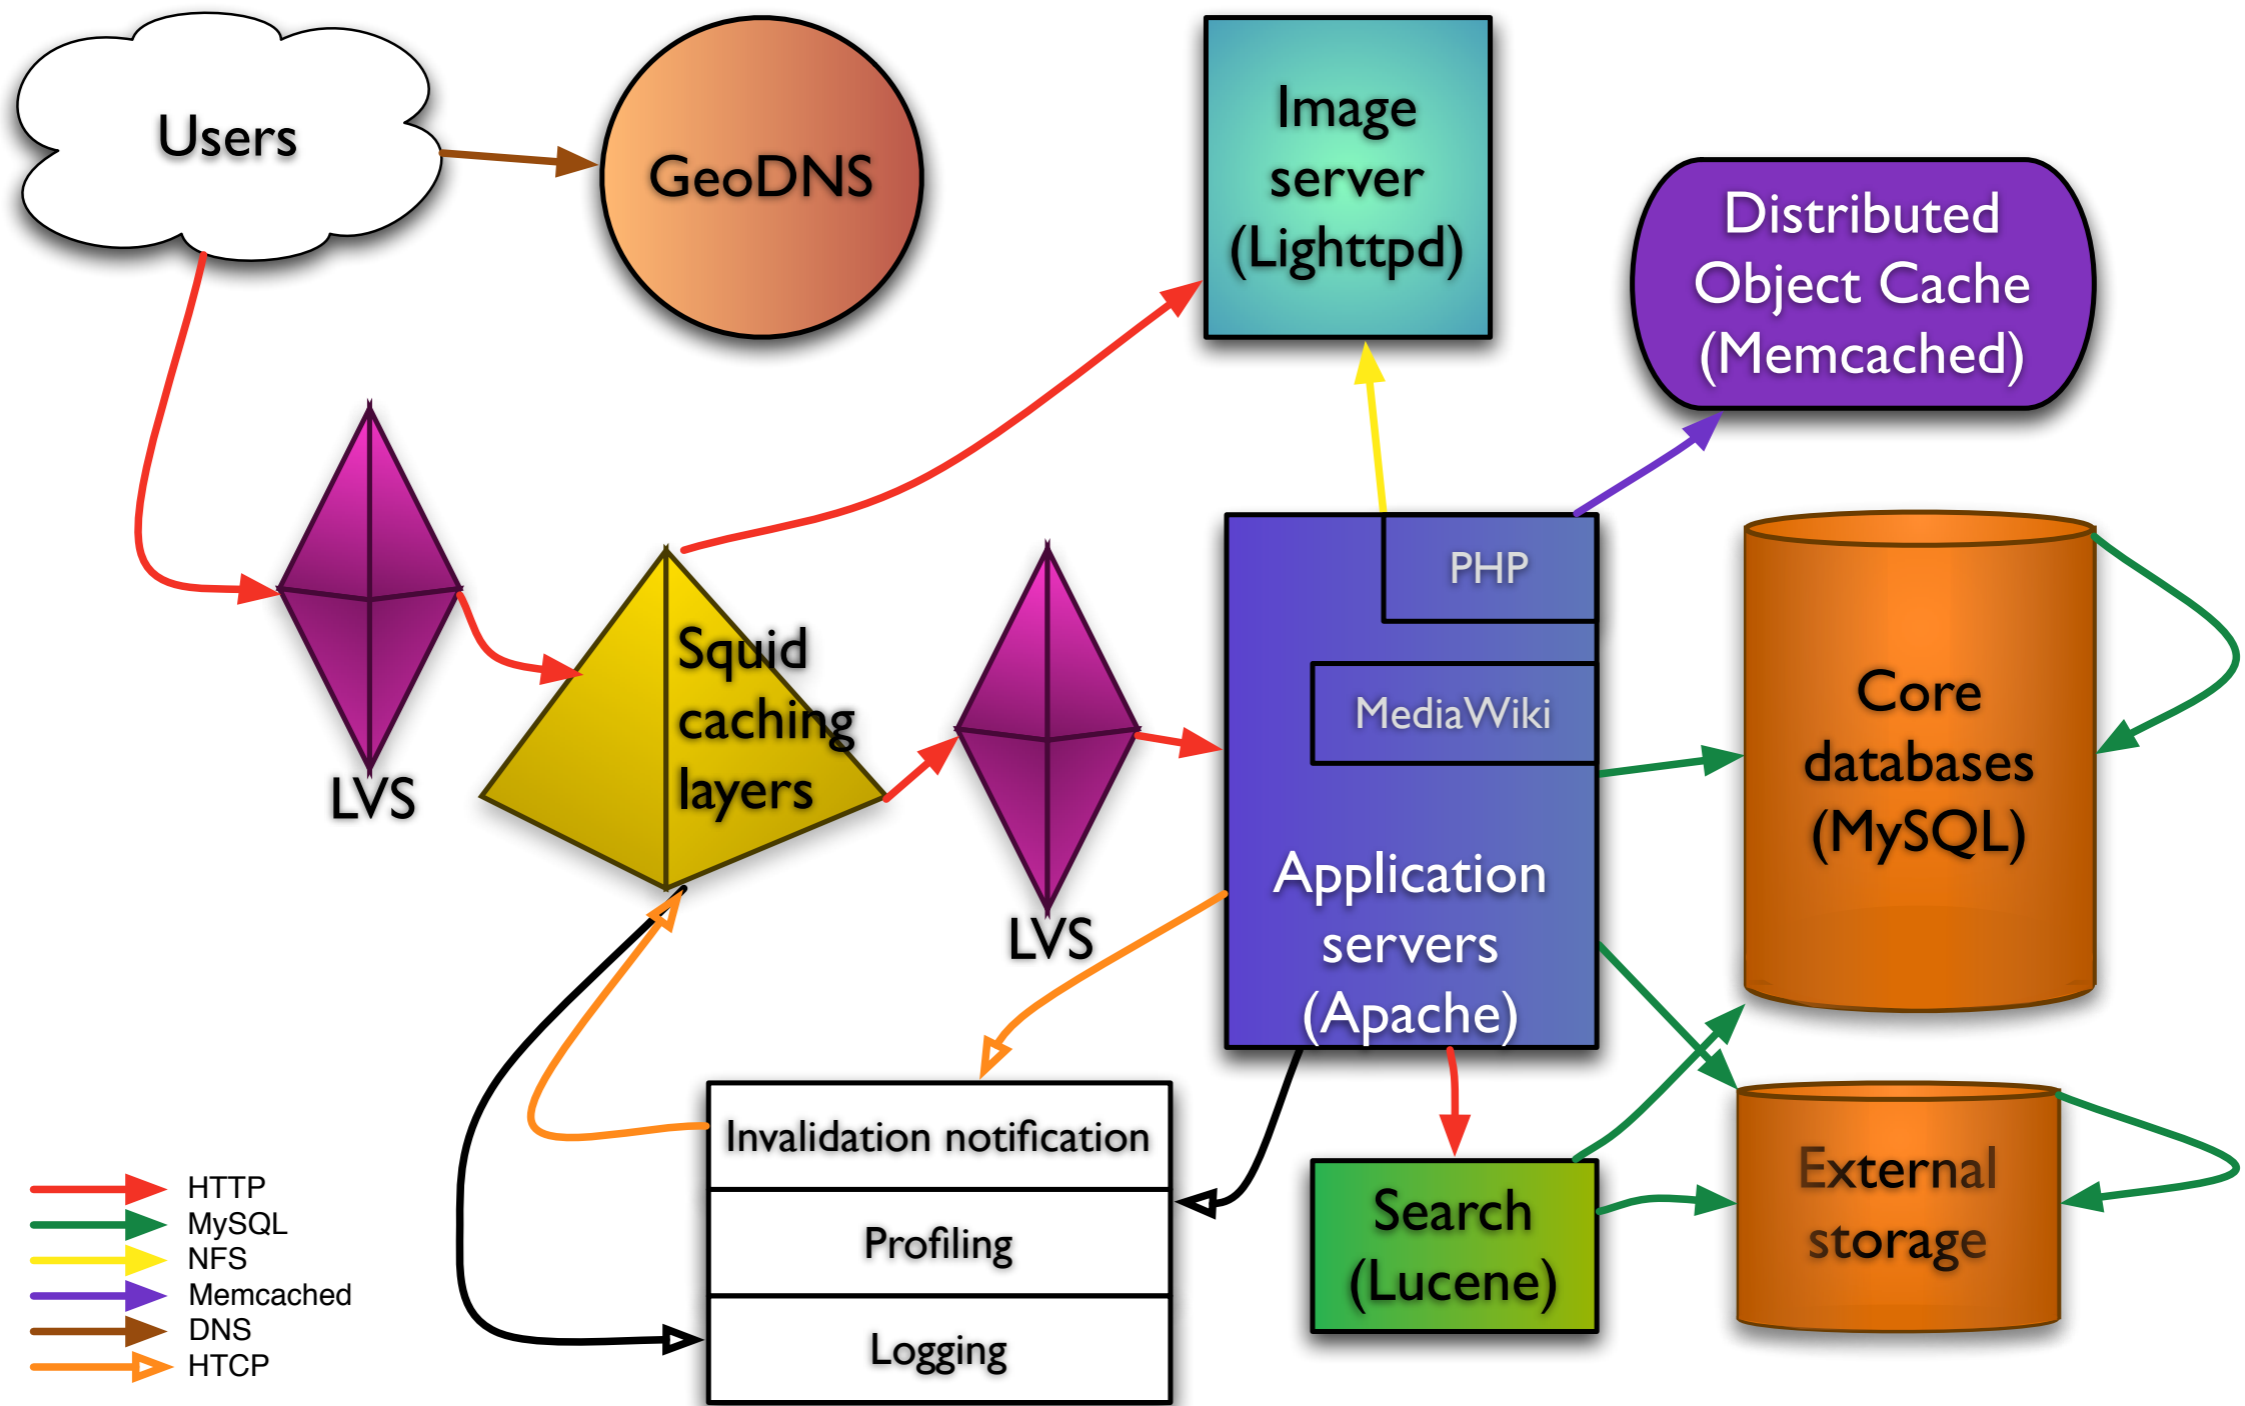 Users
GeoDNS
Image
server
(Lighttpd)
Distributed
Object Cache
(Memcached)
LVS
Squid
caching
layers
LVS
PHP
MediaWiki
Application
servers
(Apache)
Core
databases
(MySQL)
Invalidation notification
Profiling
Logging
Search
(Lucene)
External
storage
HTTP
MySQL
NFS
Memcached
DNS
HTCP